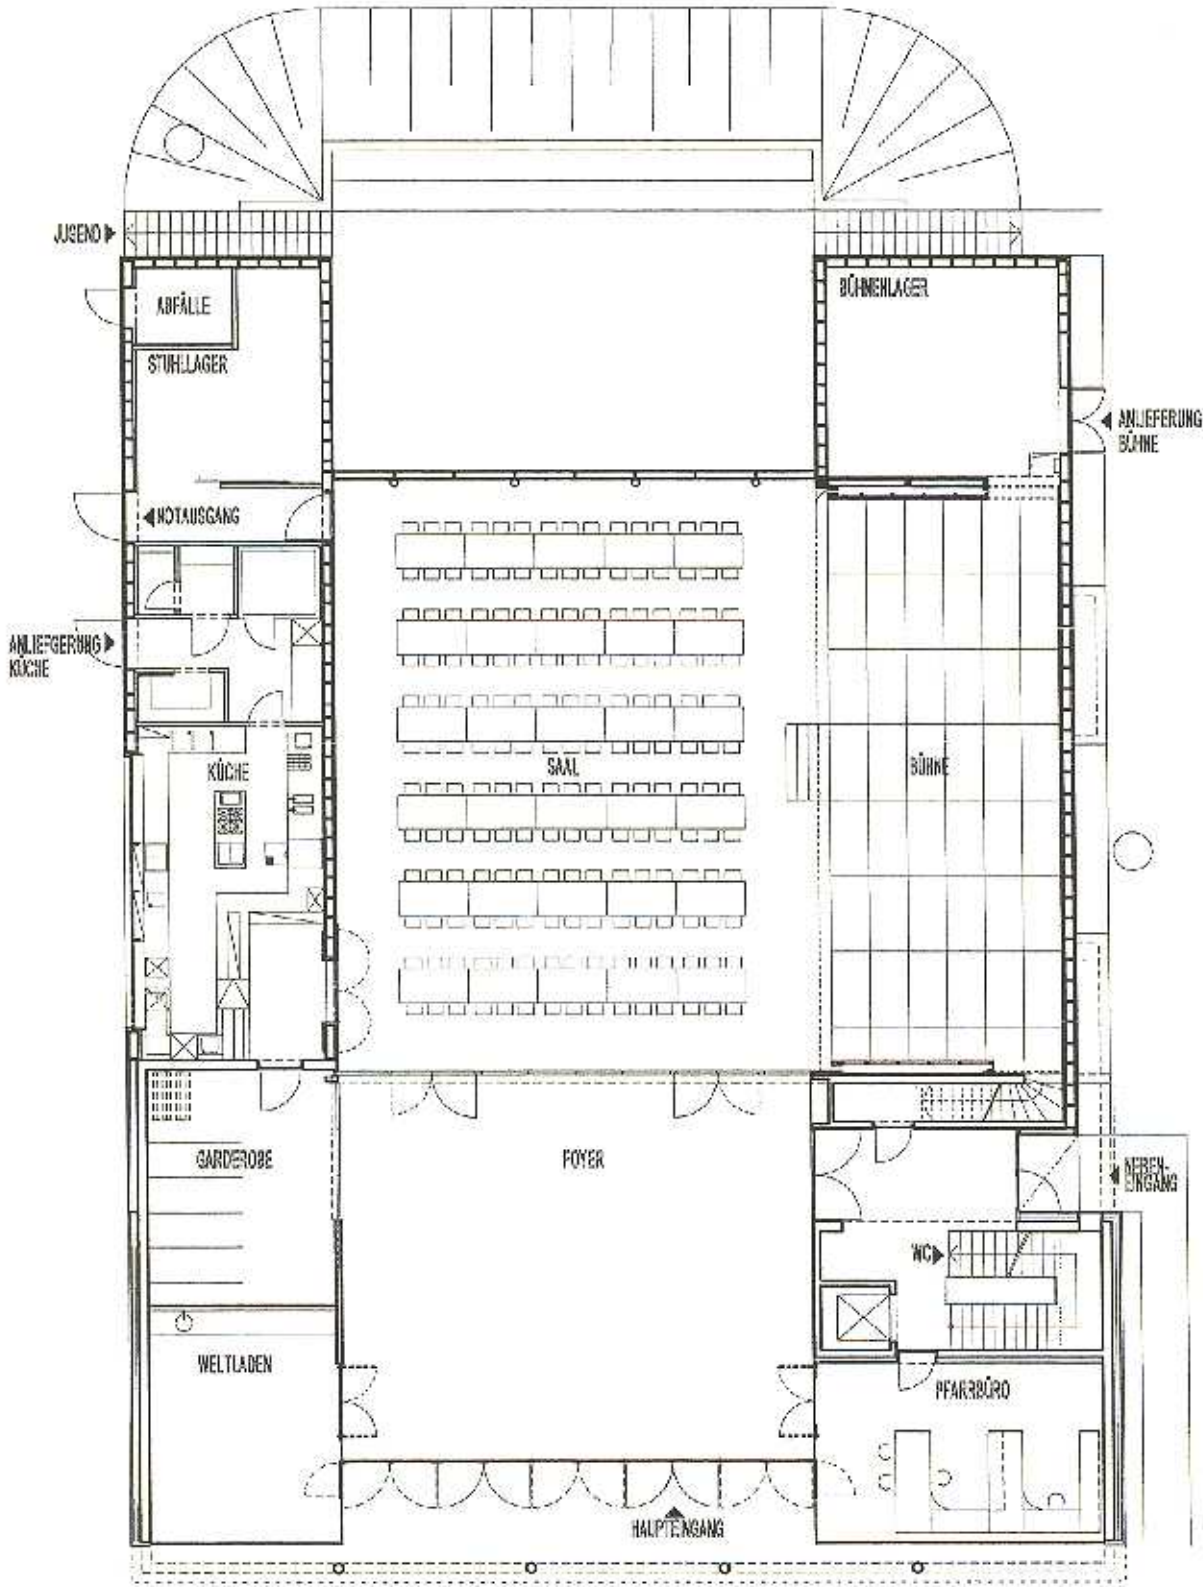 JUGEND
ABFÄLLE
STUHLLAGER
BÜHNENLAGER
ANLIEFERUNG
BÜHNE
NOTAUSGANG
ANLIEFGERUNG
KÜCHE
KÜCHE
SAAL
BÜHNE
GARDEROBE
FOYER
NEBEN-
EINGANG
WC
WELTLADEN
PFARRBÜRO
HAUPTEINGANG